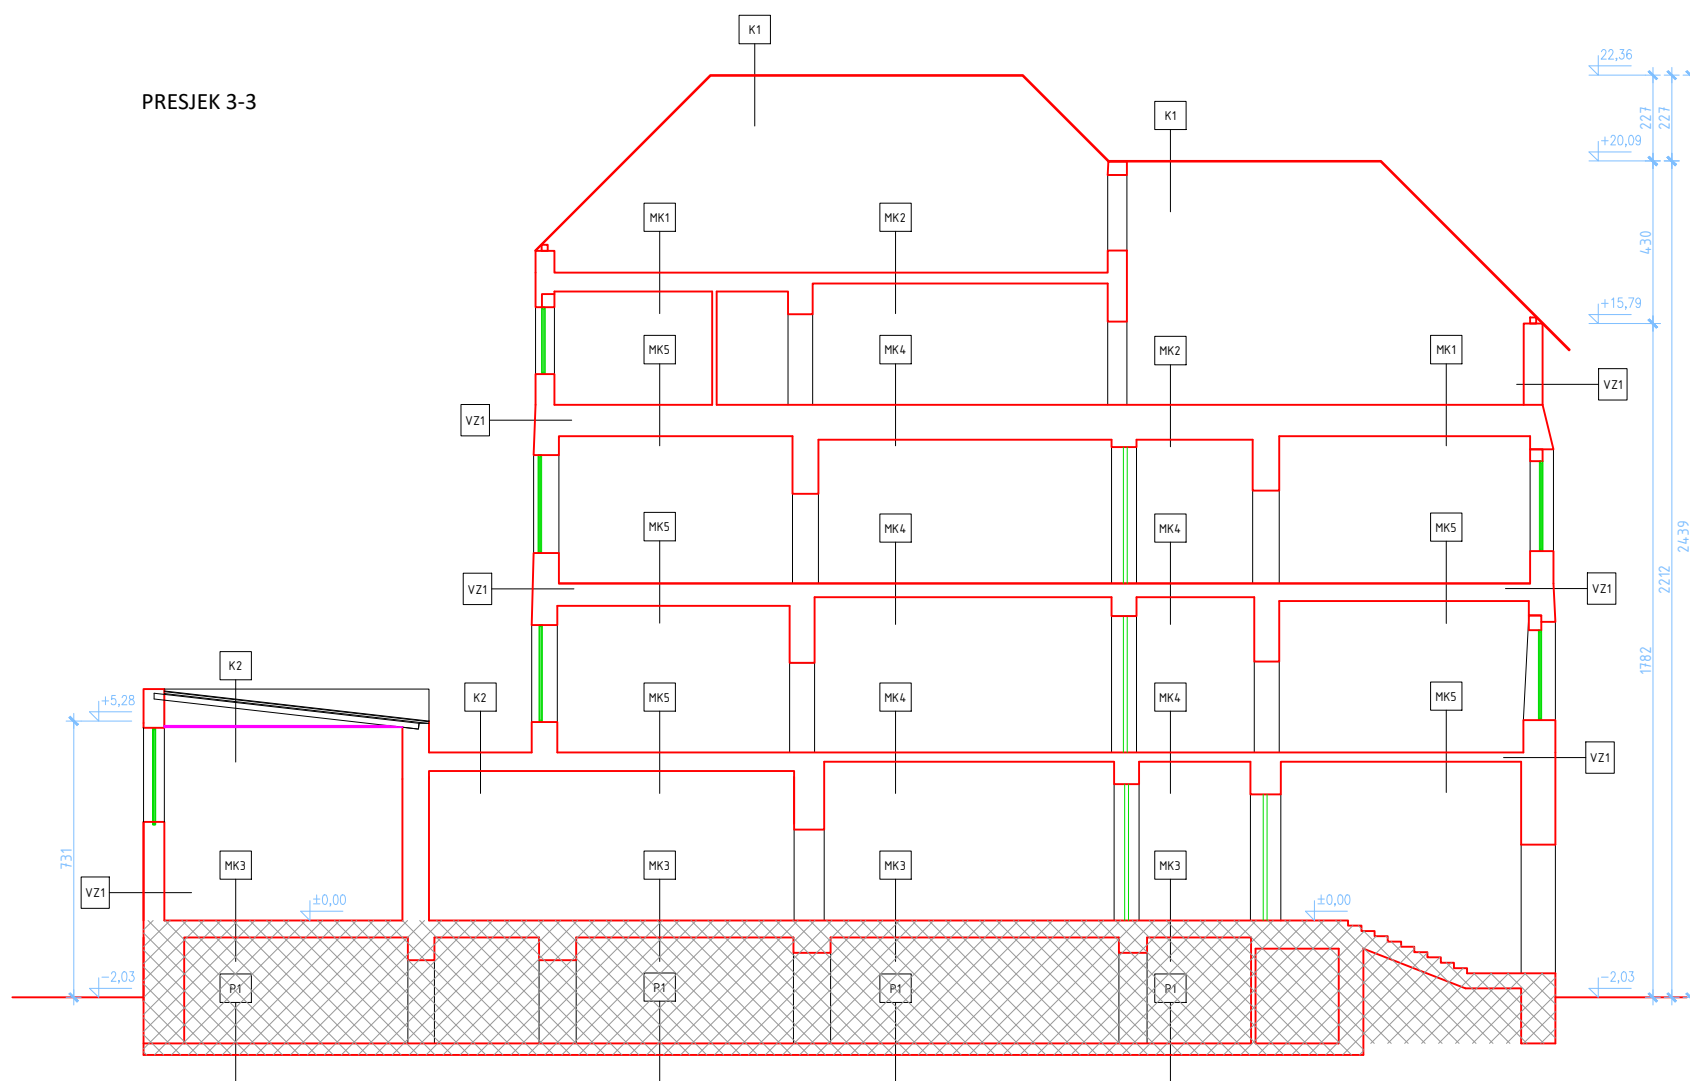 K1
22,36
PRESJEK 3-3
K1
227
227
+20,09
MK1
MK2
430
+15,79
MK5
MK4
MK2
MK1
VZ1
VZ1
MK5
MK4
MK4
MK5
2439
2212
VZ1
VZ1
1782
K2
K2
MK5
MK4
MK4
MK5
+5,28
VZ1
731
MK3
MK3
MK3
MK3
VZ1
±0,00
±0,00
-2,03
P1
P1
P1
P1
-2,03